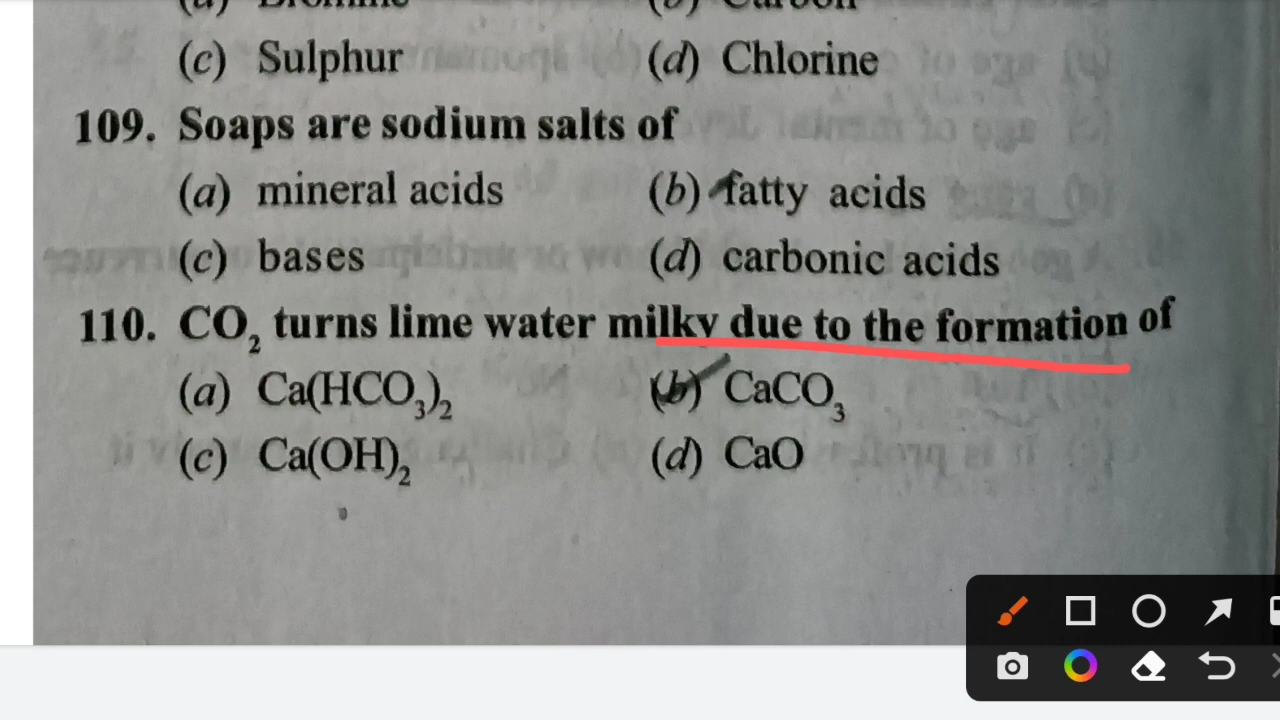 (c) Sulphur (d) Chlorine
109. Soaps are sodium salts of
(a) mineral acids (b) fatty acids
(c) bases (d) carbonic acids
110. CO₂ turns lime water milky due to the formation of
(a) Ca(HCO₃)₂ (b) CaCO₃
(c) Ca(OH)₂ (d) CaO